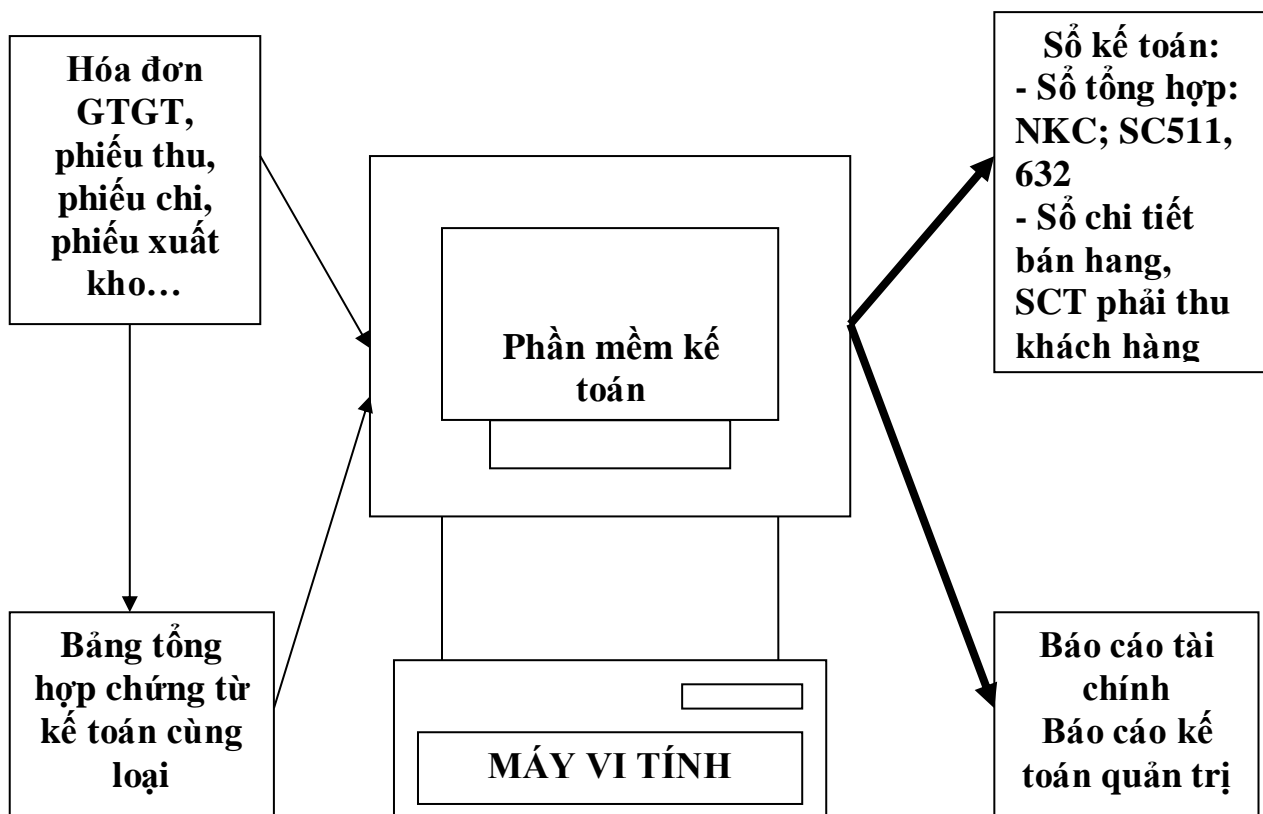 Hóa đơn
GTGT,
phiếu thu,
phiếu chi,
phiếu xuất
kho…
Bảng tổng
hợp chứng từ
kế toán cùng
loại
Phần mềm kế
toán
MÁY VI TÍNH
Sổ kế toán:
- Sổ tổng hợp:
NKC; SC511,
632
- Sổ chi tiết
bán hang,
SCT phải thu
khách hàng
Báo cáo tài
chính
Báo cáo kế
toán quản trị